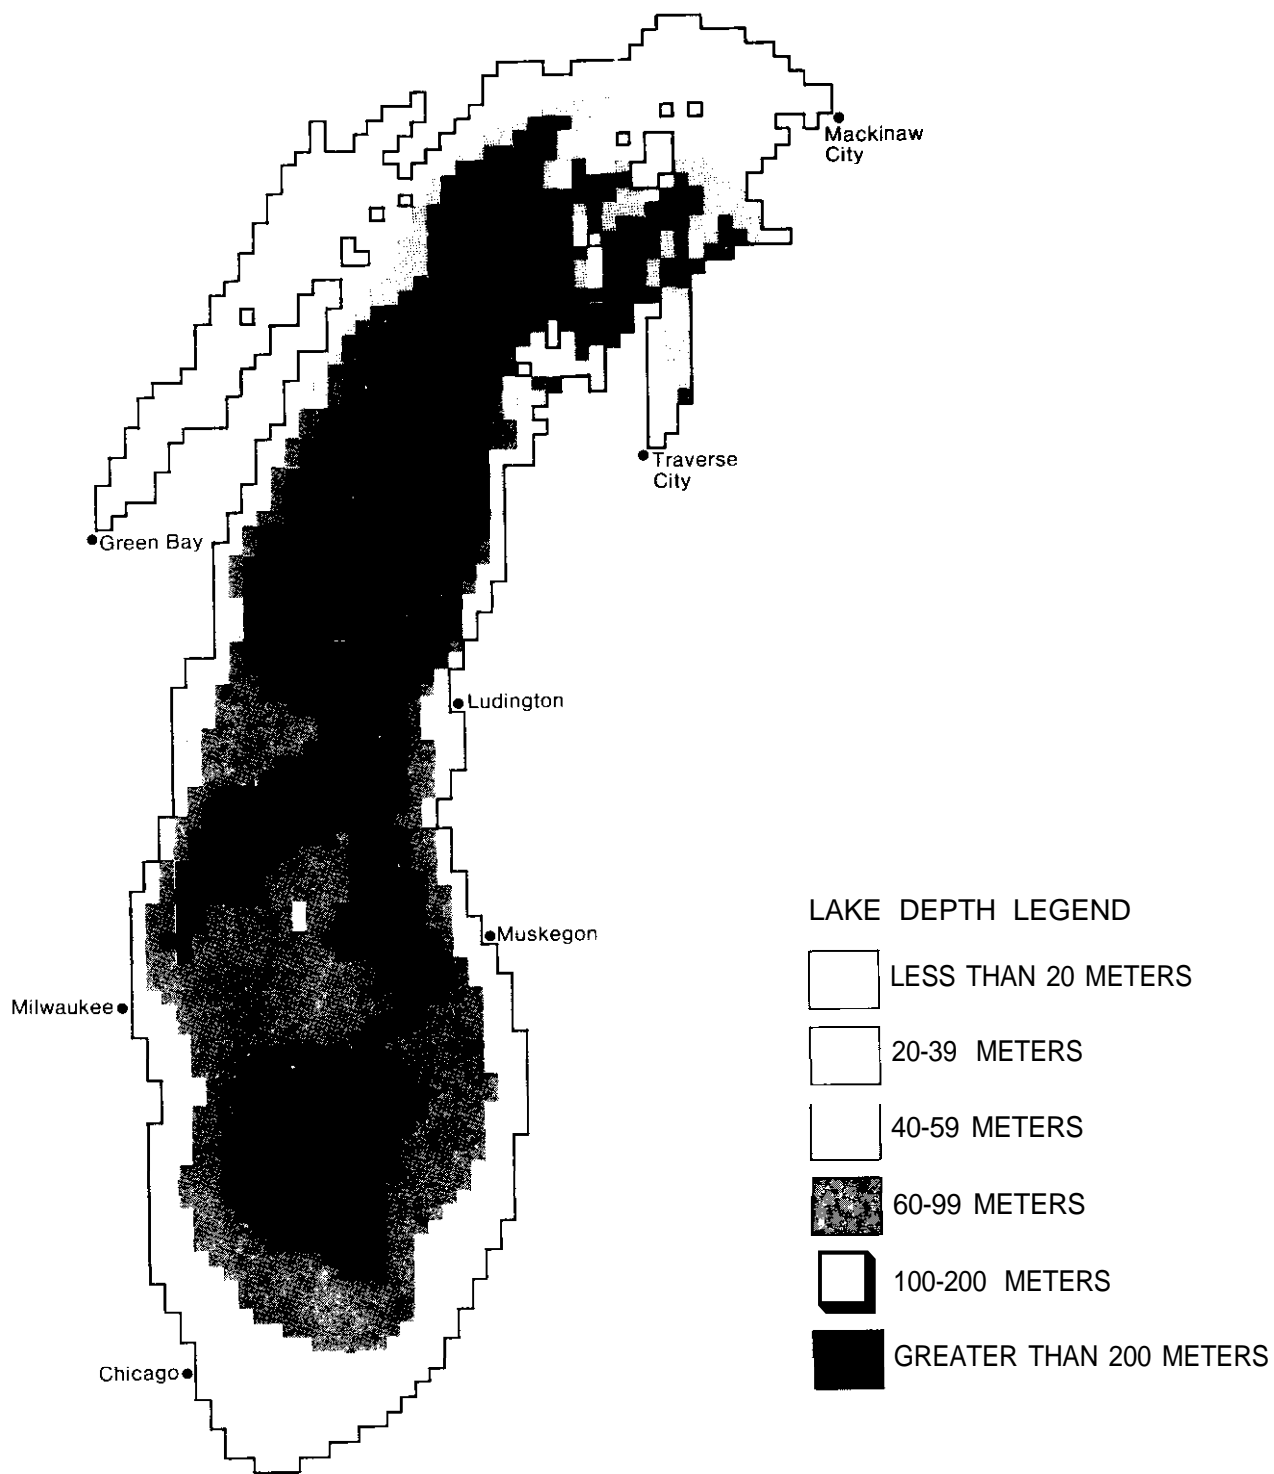 Mackinaw
City
Traverse
City
Green Bay
Ludington
LAKE DEPTH LEGEND
LESS THAN 20 METERS
Muskegon
Milwaukee
20-39 METERS
40-59 METERS
60-99 METERS
100-200 METERS
GREATER THAN 200 METERS
Chicago